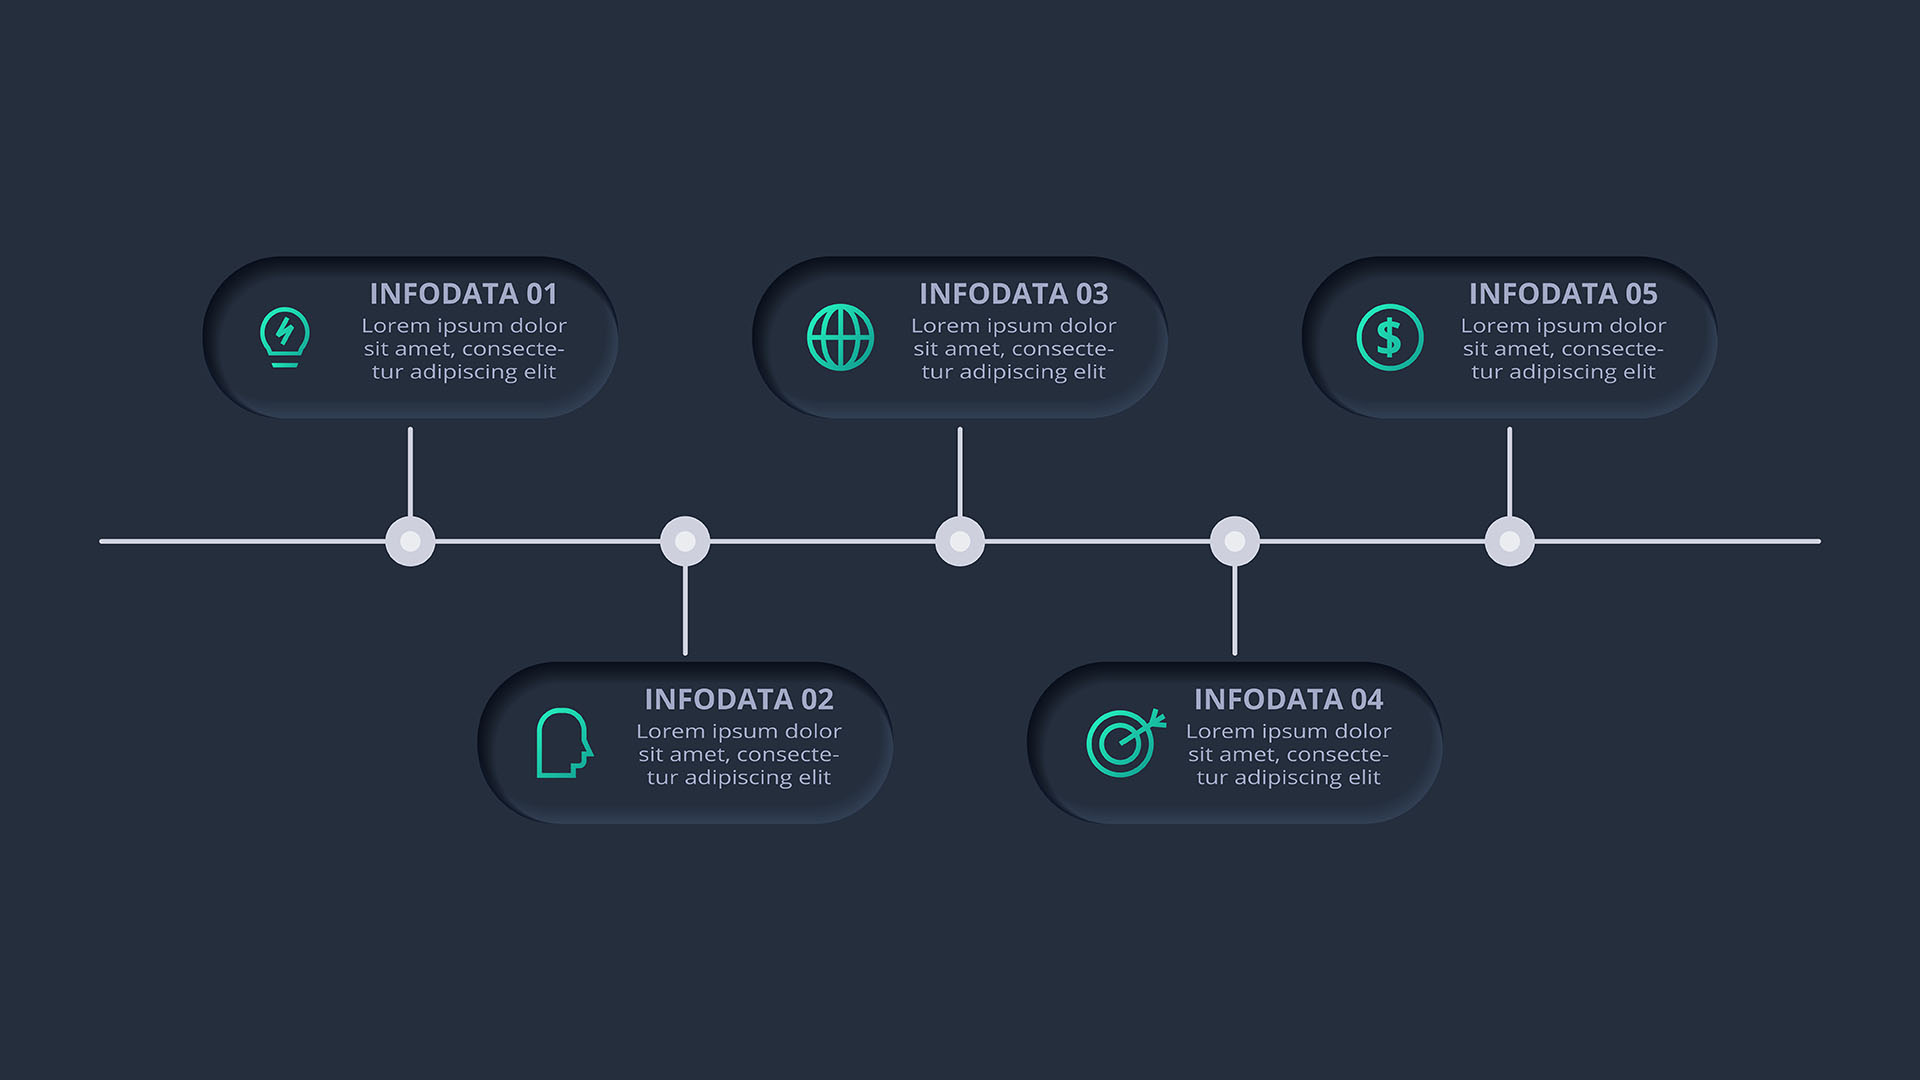 INFODATA 01
Lorem ipsum dolor
sit amet, consecte-
tur adipiscing elit
INFODATA 02
Lorem ipsum dolor
sit amet, consecte-
tur adipiscing elit
INFODATA 03
Lorem ipsum dolor
sit amet, consecte-
tur adipiscing elit
INFODATA 04
Lorem ipsum dolor
sit amet, consecte-
tur adipiscing elit
INFODATA 05
Lorem ipsum dolor
sit amet, consecte-
tur adipiscing elit